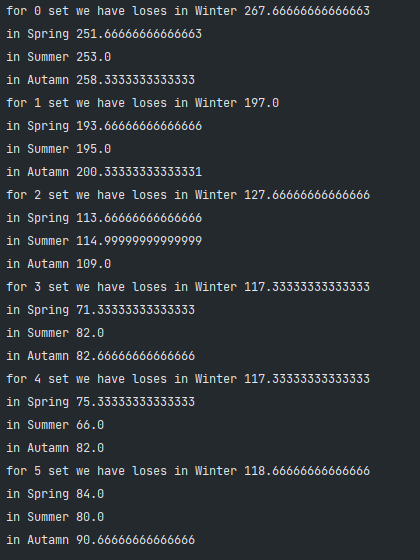 for 0 set we have loses in Winter 267.66666666666663
in Spring 251.66666666666663
in Summer 253.0
in Autamn 258.3333333333333
for 1 set we have loses in Winter 197.0
in Spring 193.66666666666666
in Summer 195.0
in Autamn 200.33333333333331
for 2 set we have loses in Winter 127.66666666666666
in Spring 113.66666666666666
in Summer 114.99999999999999
in Autamn 109.0
for 3 set we have loses in Winter 117.33333333333333
in Spring 71.33333333333333
in Summer 82.0
in Autamn 82.66666666666666
for 4 set we have loses in Winter 117.33333333333333
in Spring 75.33333333333333
in Summer 66.0
in Autamn 82.0
for 5 set we have loses in Winter 118.66666666666666
in Spring 84.0
in Summer 80.0
in Autamn 90.66666666666666